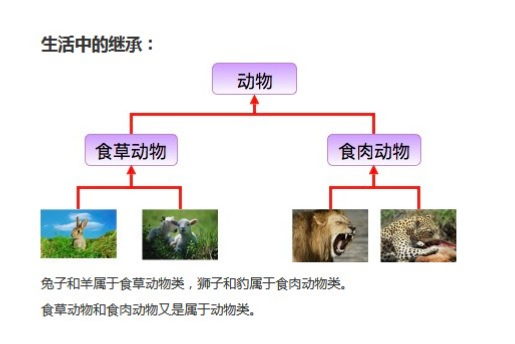 生活中的继承：
动物
食草动物
食肉动物
兔子和羊属于食草动物类，狮子和豹属于食肉动物类。
食草动物和食肉动物又是属于动物类。